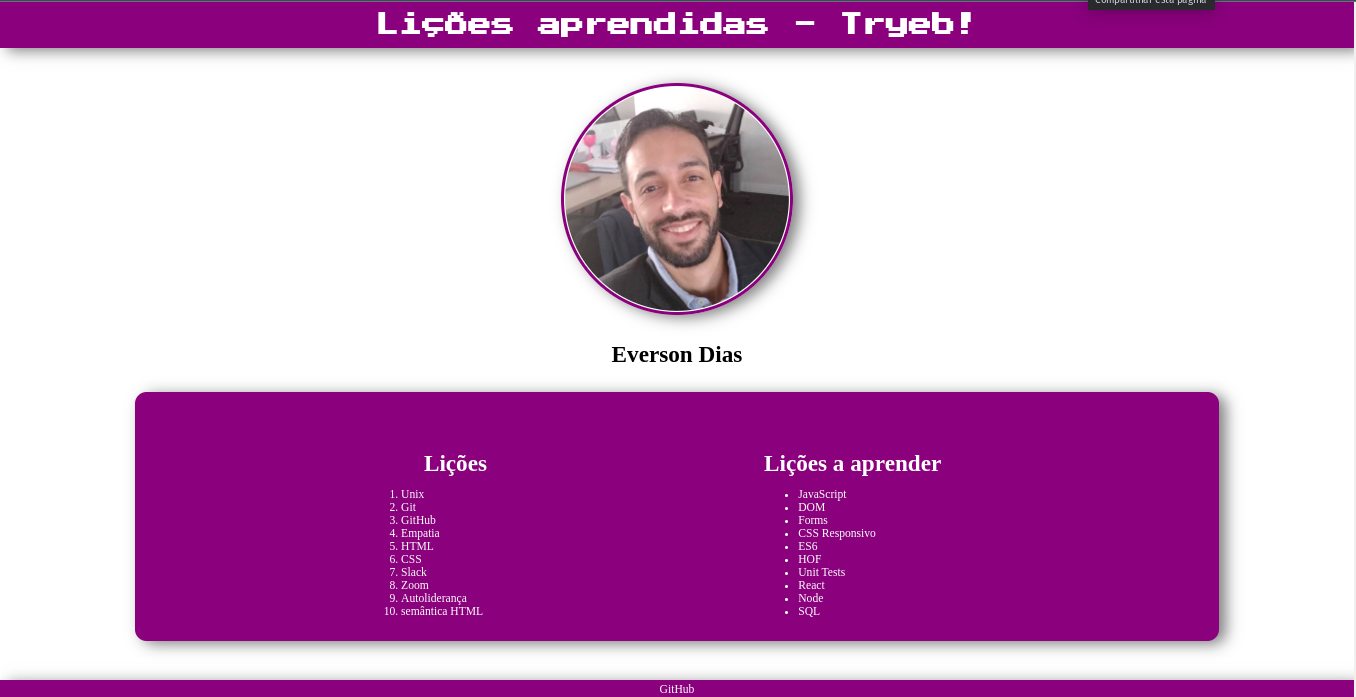 Compartilhar esta página
Lições aprendidas - Tryeb!
Everson Dias
Lições
1. Unix
2. Git
3. GitHub
4. Empatia
5. HTML
6. CSS
7. Slack
8. Zoom
9. Autoliderança
10. semântica HTML
Lições a aprender
• JavaScript
• DOM
• Forms
• CSS Responsivo
• ES6
• HOF
• Unit Tests
• React
• Node
• SQL
GitHub